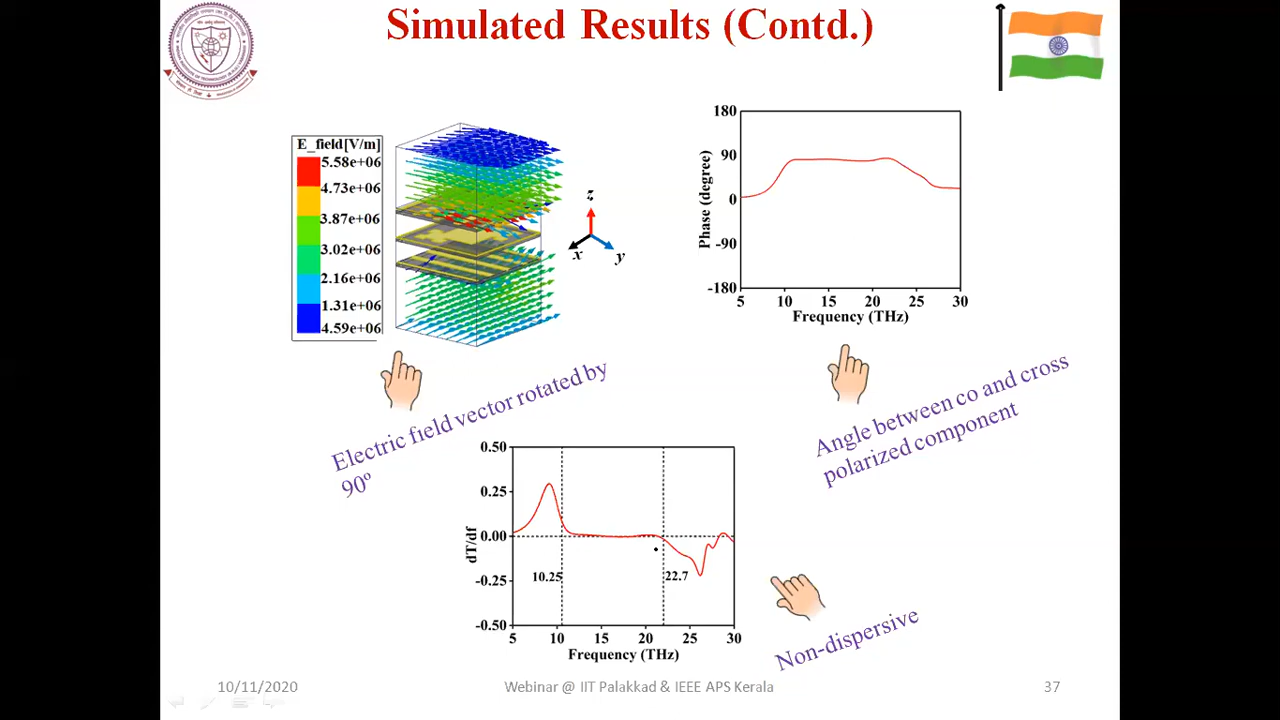 Simulated Results (Contd.)
E_field[V/m]
5.58e+06
4.73e+06
3.87e+06
3.02e+06
2.16e+06
1.31e+06
4.59e+06
z
x
y
Electric field vector rotated by
90º
180
90
0
-90
-180
Phase (degree)
5 10 15 20 25 30
Frequency (THz)
Angle between co and cross
polarized component
0.50
0.25
0.00
-0.25
-0.50
dT/df
10.25
22.7
5 10 15 20 25 30
Frequency (THz)
Non-dispersive
10/11/2020
Webinar @ IIT Palakkad & IEEE APS Kerala
37